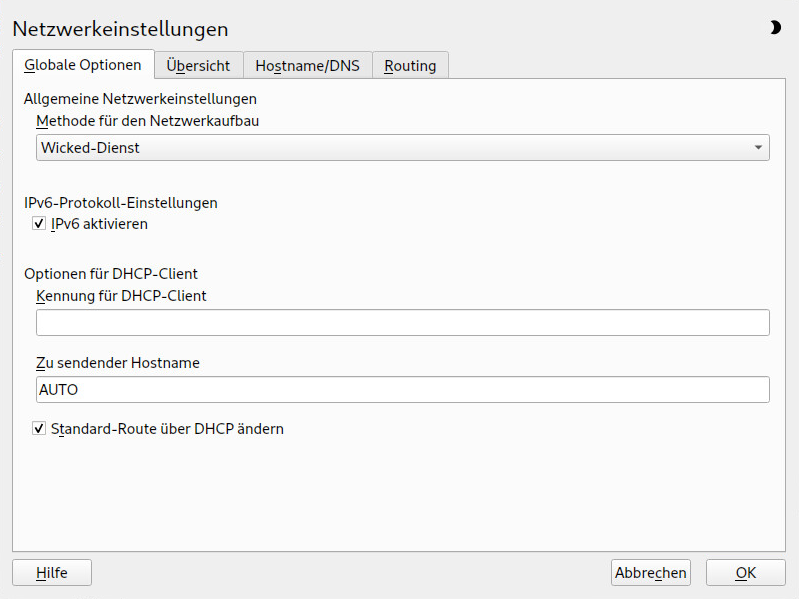 Netzwerkeinstellungen
Globale Optionen
Übersicht
Hostname/DNS
Routing
Allgemeine Netzwerkeinstellungen
Methode für den Netzwerkaufbau
Wicked-Dienst
IPv6-Protokoll-Einstellungen
IPv6 aktivieren
Optionen für DHCP-Client
Kennung für DHCP-Client
Zu sendender Hostname
AUTO
Standard-Route über DHCP ändern
Hilfe
Abbrechen
OK